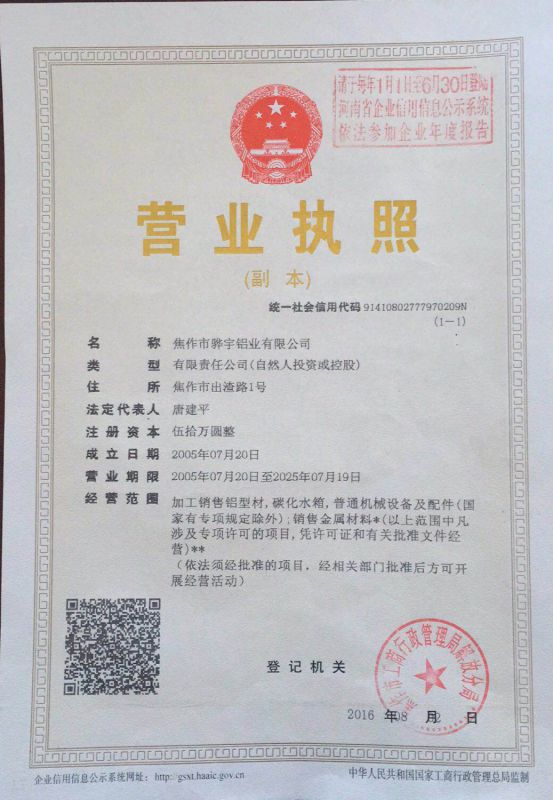 请于每年1月1日至6月30日登陆
河南省企业信用信息公示系统
依法参加企业年度报告
营业执照
(副本)
统一社会信用代码 91410802777970209N
(1—1)
名称 焦作市骅宇铝业有限公司
类型 有限责任公司(自然人投资或控股)
住所 焦作市出渣路1号
法定代表人 唐建平
注册资本 伍拾万圆整
成立日期 2005年07月20日
营业期限 2005年07月20日至2025年07月19日
经营范围 加工销售铝型材,碳化水箱,普通机械设备及配件(国
家有专项规定除外);销售金属材料*(以上范围中凡
涉及专项许可的项目,凭许可证和有关批准文件经
营)**
(依法须经批准的项目,经相关部门批准后方可开
展经营活动)
登记机关
焦作市工商行政管理局解放分局
2016 年 08 月 2 日
企业信用信息公示系统网址: http://gsxt.haaic.gov.cn
中华人民共和国国家工商行政管理总局监制